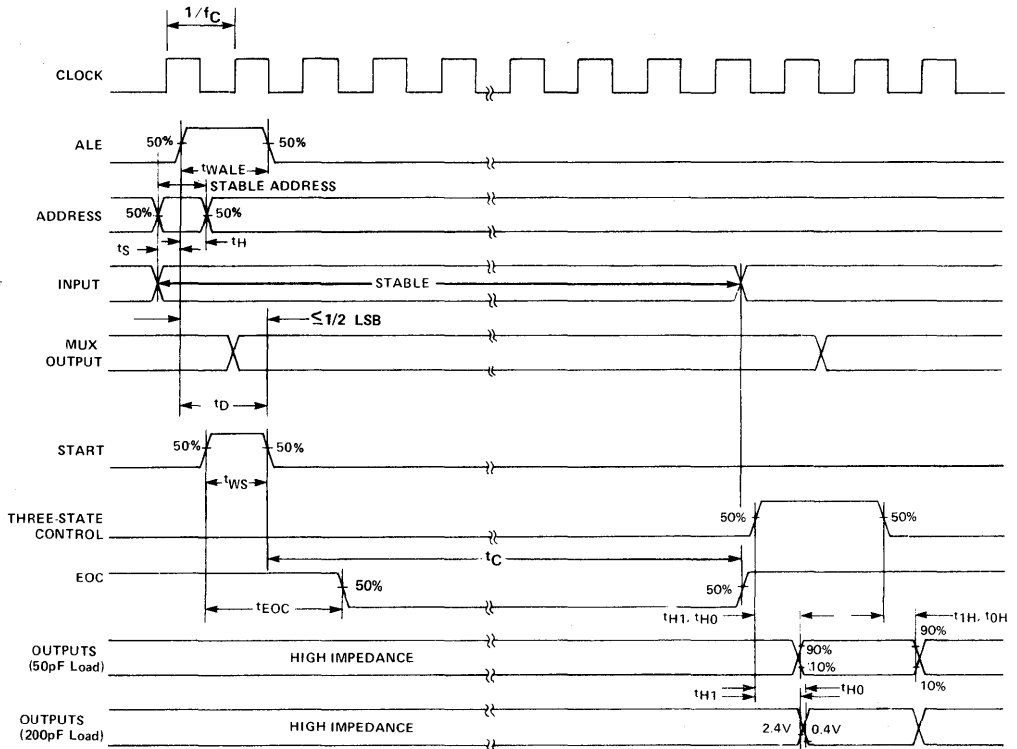 1/fC
CLOCK
ALE
50%
50%
tWALE
STABLE ADDRESS
ADDRESS
50%
50%
tS
tH
INPUT
STABLE
≤1/2 LSB
MUX
OUTPUT
tD
START
50%
50%
tWS
THREE-STATE
CONTROL
50%
50%
tC
EOC
50%
50%
tEOC
tH1, tH0
t1H, t0H
OUTPUTS
(50pF Load)
HIGH IMPEDANCE
90%
10%
90%
10%
tH1
tH0
OUTPUTS
(200pF Load)
HIGH IMPEDANCE
2.4V
0.4V